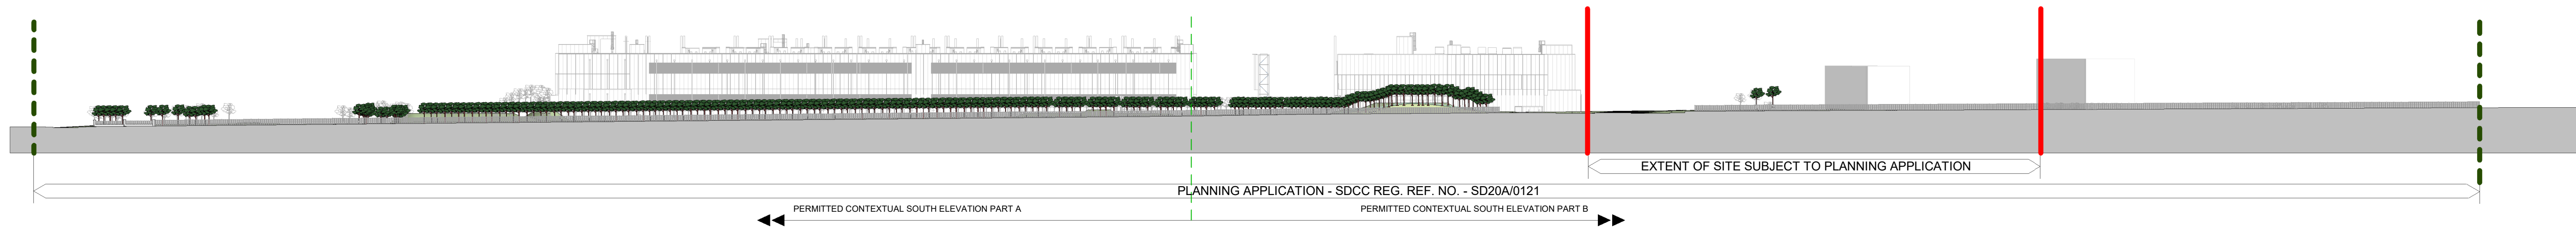 EXTENT OF SITE SUBJECT TO PLANNING APPLICATION
PLANNING APPLICATION - SDCC REG. REF. NO. - SD20A/0121
PERMITTED CONTEXTUAL SOUTH ELEVATION PART A
PERMITTED CONTEXTUAL SOUTH ELEVATION PART B